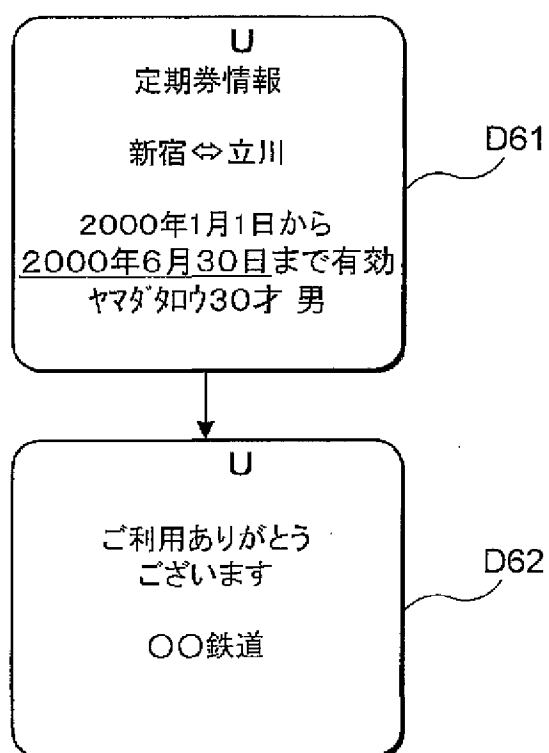 U
定期券情報
新宿⇔立川
2000年1月1日から
2000年6月30日まで有効
ヤマダタロウ30才 男
D61
U
ご利用ありがとう
ございます
○○鉄道
D62